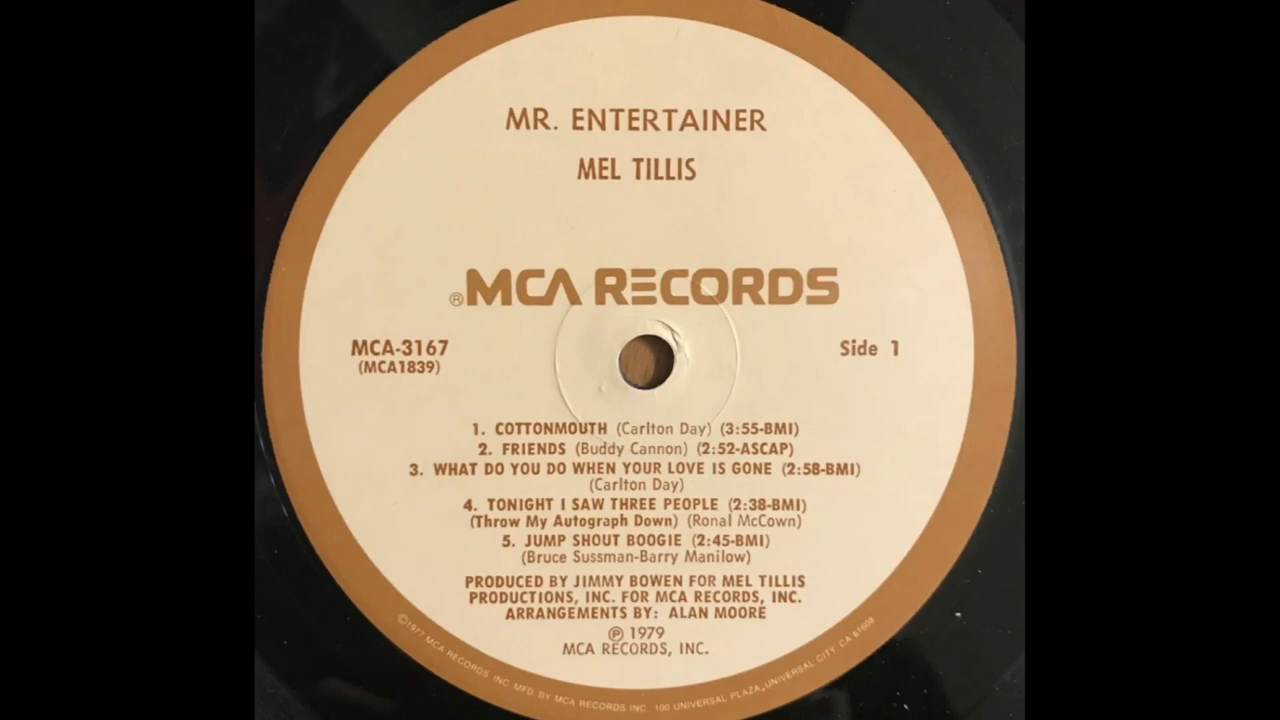 MR. ENTERTAINER
MEL TILLIS
®MCA RECORDS
MCA-3167
(MCA1839)
Side 1
1. COTTONMOUTH (Carlton Day) (3:55-BMI)
2. FRIENDS (Buddy Cannon) (2:52-ASCAP)
3. WHAT DO YOU DO WHEN YOUR LOVE IS GONE (2:58-BMI)
(Carlton Day)
4. TONIGHT I SAW THREE PEOPLE (2:38-BMI)
(Throw My Autograph Down) (Ronal McCown)
5. JUMP SHOUT BOOGIE (2:45-BMI)
(Bruce Sussman-Barry Manilow)
PRODUCED BY JIMMY BOWEN FOR MEL TILLIS
PRODUCTIONS, INC. FOR MCA RECORDS, INC.
ARRANGEMENTS BY: ALAN MOORE
℗ 1979
MCA RECORDS, INC.
©1977 MCA RECORDS INC. MFD. BY MCA RECORDS INC. 100 UNIVERSAL PLAZA, UNIVERSAL CITY, CA 91608